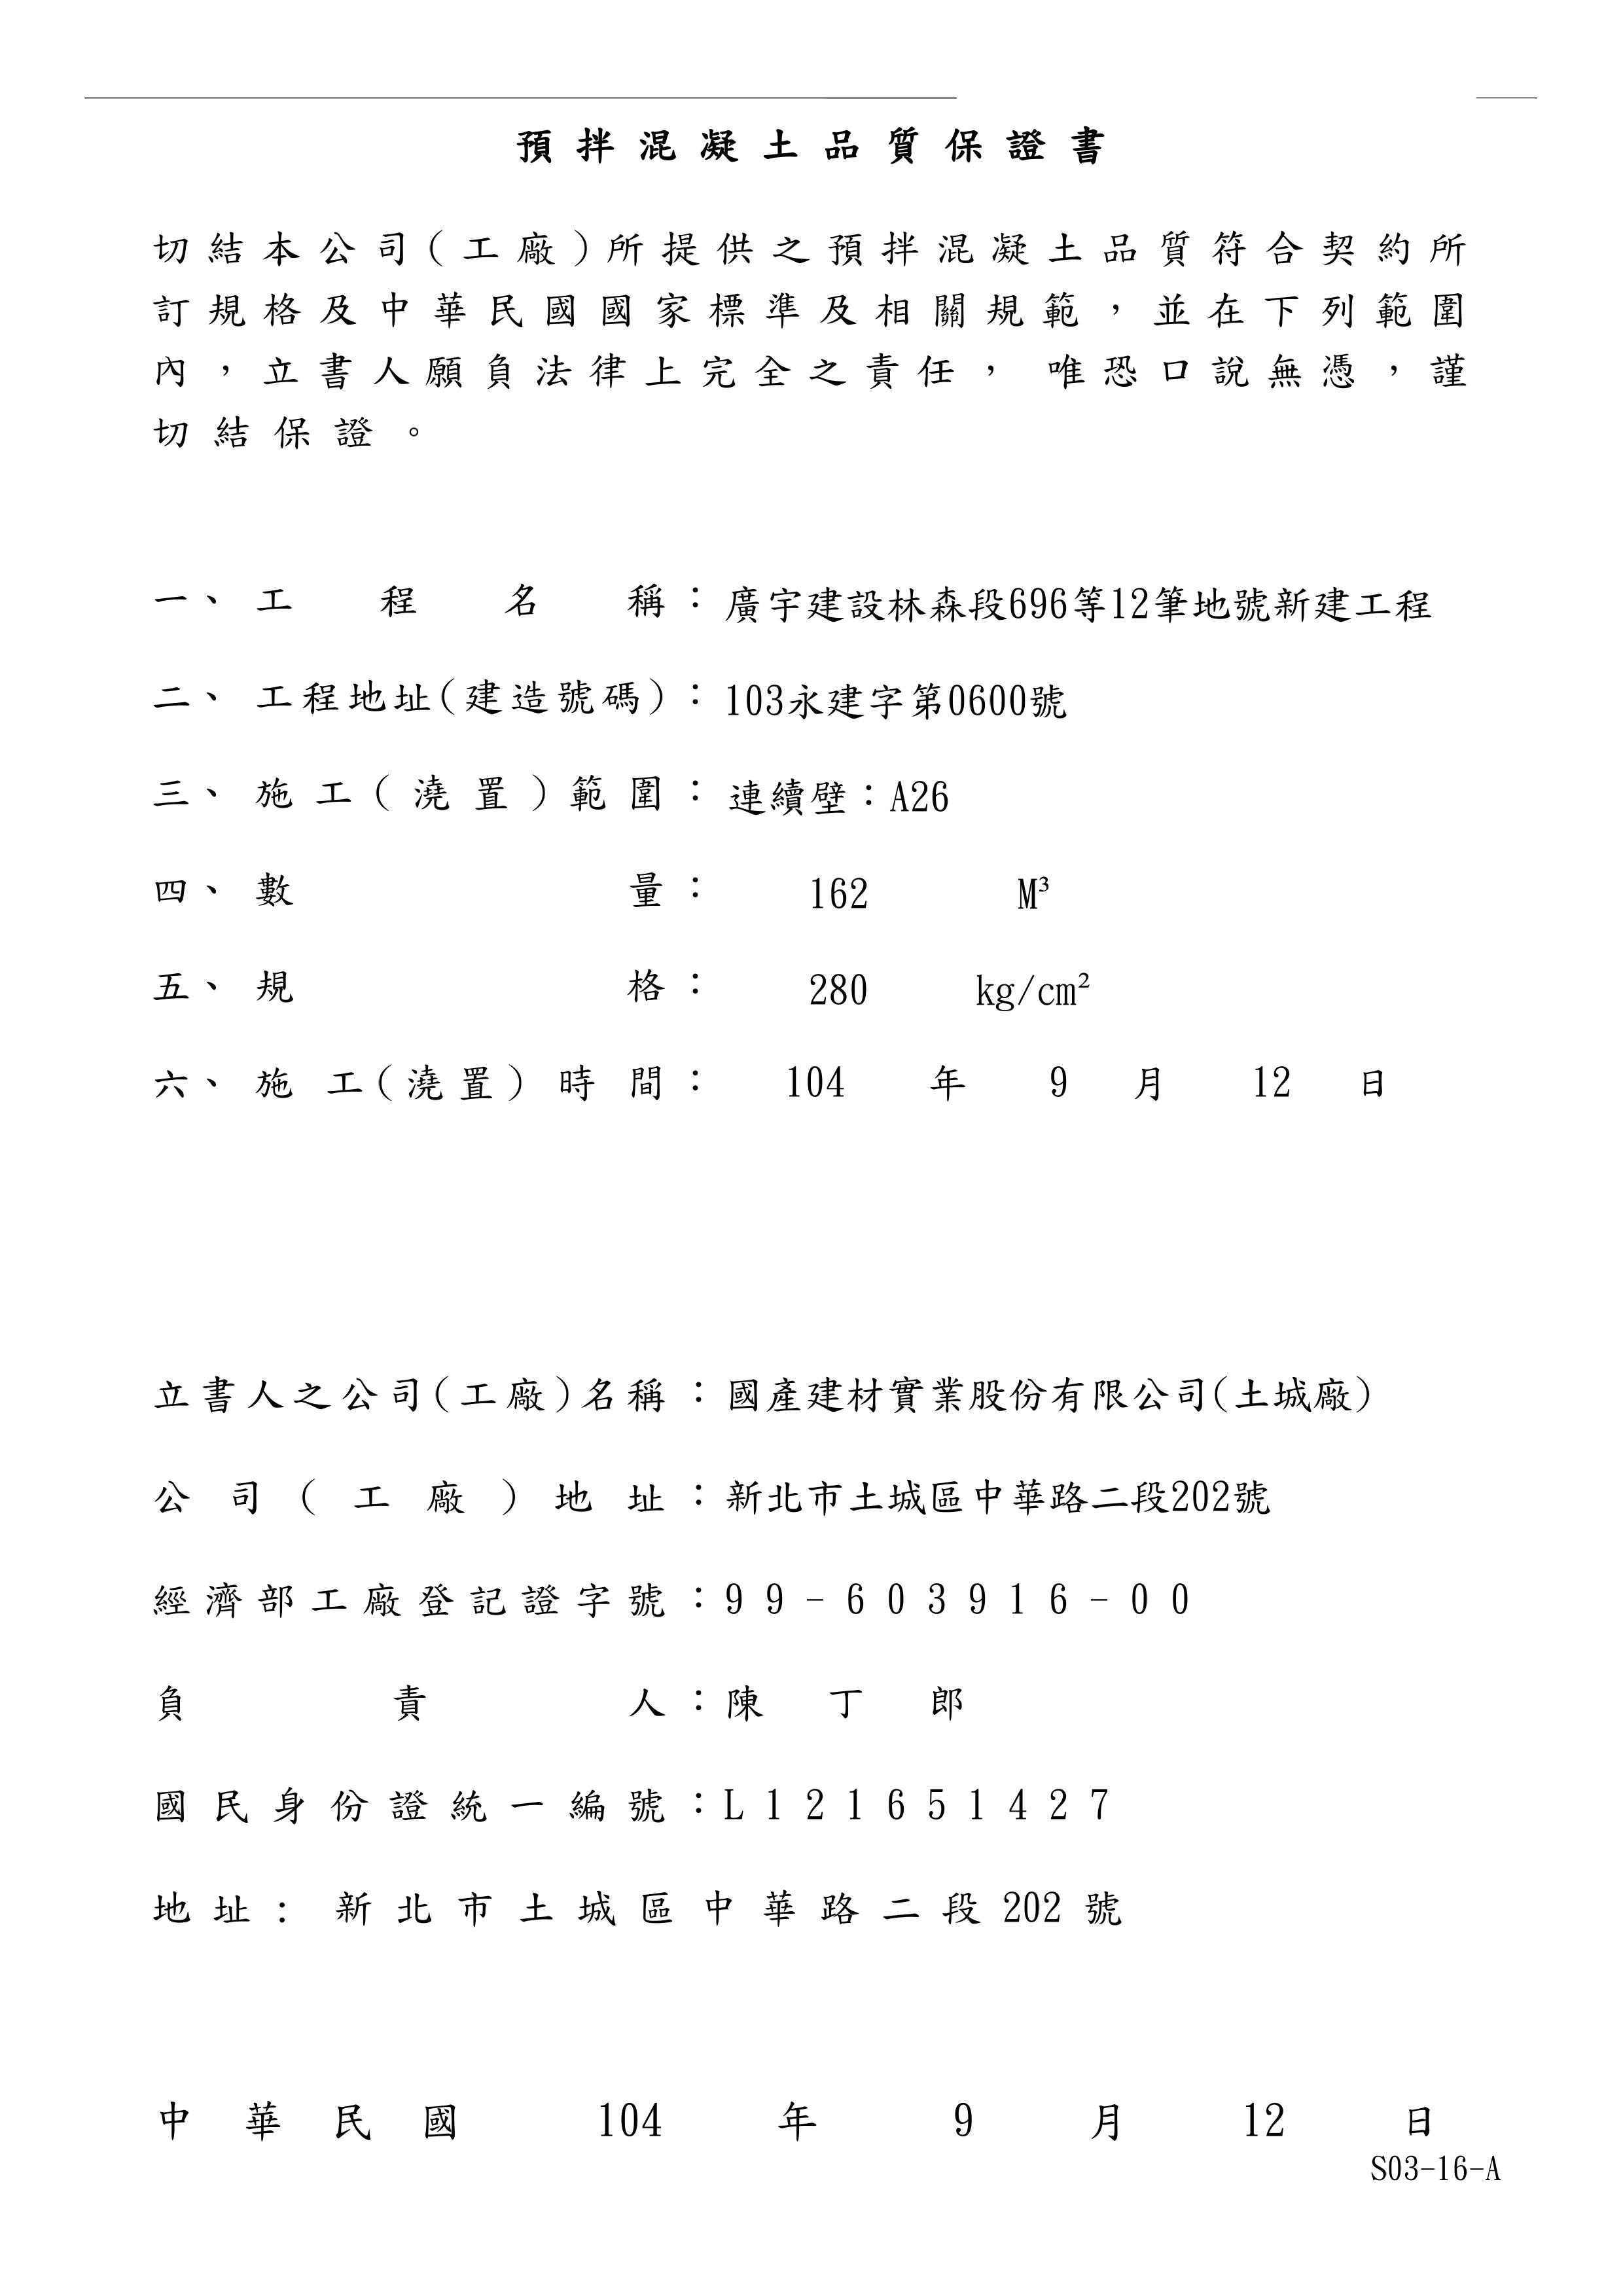 預拌混凝土品質保證書
切結本公司(工廠)所提供之預拌混凝土品質符合契約所
訂規格及中華民國國家標準及相關規範，並在下列範圍
內，立書人願負法律上完全之責任，唯恐口說無憑，謹
切結保證。
一、工程名稱：廣宇建設林森段696等12筆地號新建工程
二、工程地址(建造號碼)：103永建字第0600號
三、施工(澆置)範圍：連續壁：A26
四、數量：162 M³
五、規格：280 kg/cm²
六、施工(澆置)時間：104年9月12日
立書人之公司(工廠)名稱：國產建材實業股份有限公司(土城廠)
公司(工廠)地址：新北市土城區中華路二段202號
經濟部工廠登記證字號：99-603916-00
負責人：陳丁郎
國民身份證統一編號：L121651427
地址：新北市土城區中華路二段202號
中華民國 104 年 9 月 12 日
S03-16-A